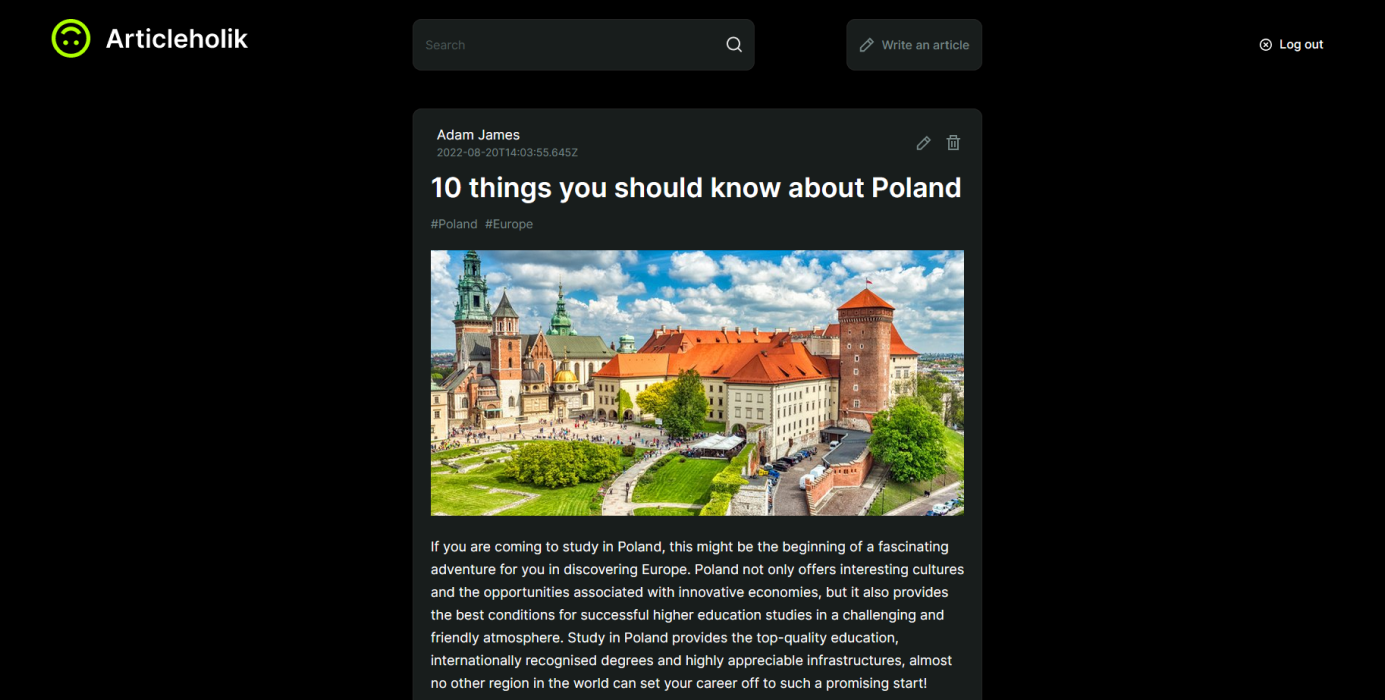 Articleholik
Search
Write an article
Log out
Adam James
2022-08-20T14:03:55.645Z
10 things you should know about Poland
#Poland #Europe
If you are coming to study in Poland, this might be the beginning of a fascinating
adventure for you in discovering Europe. Poland not only offers interesting cultures
and the opportunities associated with innovative economies, but it also provides
the best conditions for successful higher education studies in a challenging and
friendly atmosphere. Study in Poland provides the top-quality education,
internationally recognised degrees and highly appreciable infrastructures, almost
no other region in the world can set your career off to such a promising start!